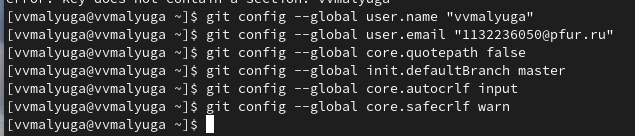 error: key does not contain a section: vvmalyuga
[vvmalyuga@vvmalyuga ~]$ git config --global user.name "vvmalyuga"
[vvmalyuga@vvmalyuga ~]$ git config --global user.email "1132236050@pfur.ru"
[vvmalyuga@vvmalyuga ~]$ git config --global core.quotepath false
[vvmalyuga@vvmalyuga ~]$ git config --global init.defaultBranch master
[vvmalyuga@vvmalyuga ~]$ git config --global core.autocrlf input
[vvmalyuga@vvmalyuga ~]$ git config --global core.safecrlf warn
[vvmalyuga@vvmalyuga ~]$